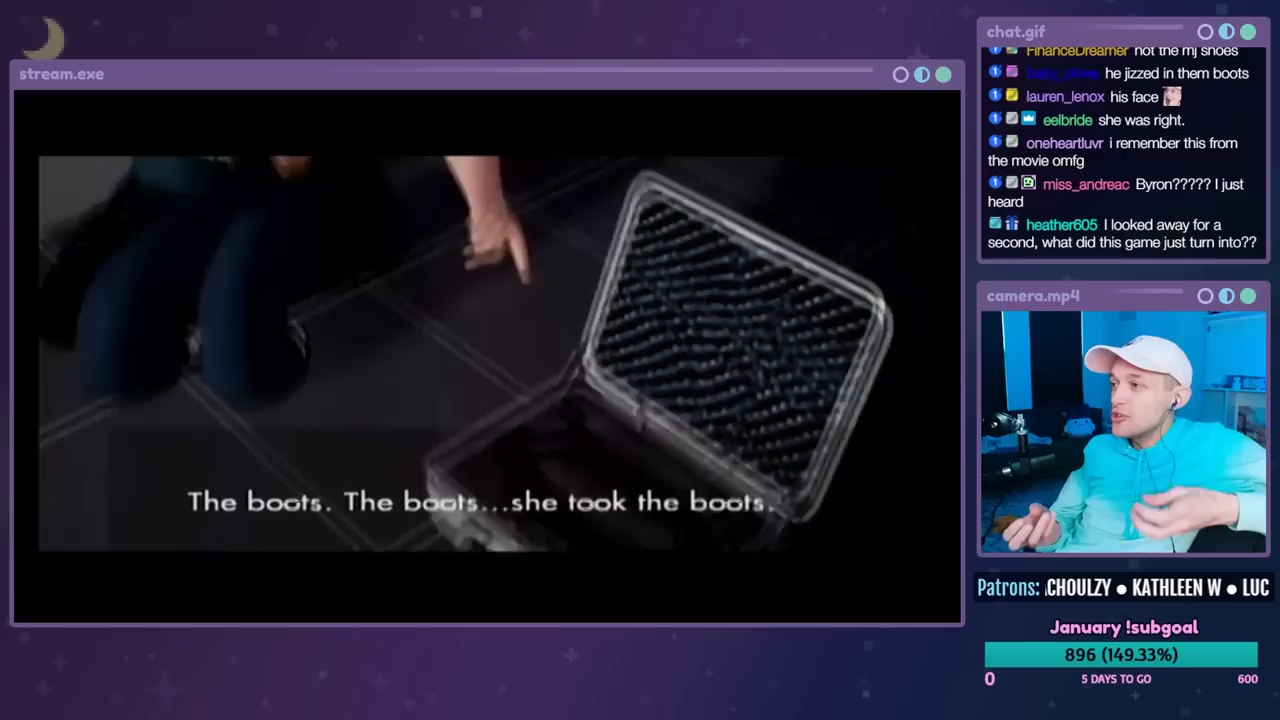 stream.exe
The boots. The boots...she took the boots.
chat.gif
FinanceDreamer not the mj shoes
he jizzed in them boots
lauren_lenox his face
eelbride she was right.
oneheartluvr i remember this from
the movie omfg
miss_andreac Byron????? I just
heard
heather605 I looked away for a
second, what did this game just turn into??
camera.mp4
Patrons: CHOULZY ● KATHLEEN W ● LUC
January !subgoal
896 (149.33%)
0 5 DAYS TO GO 600